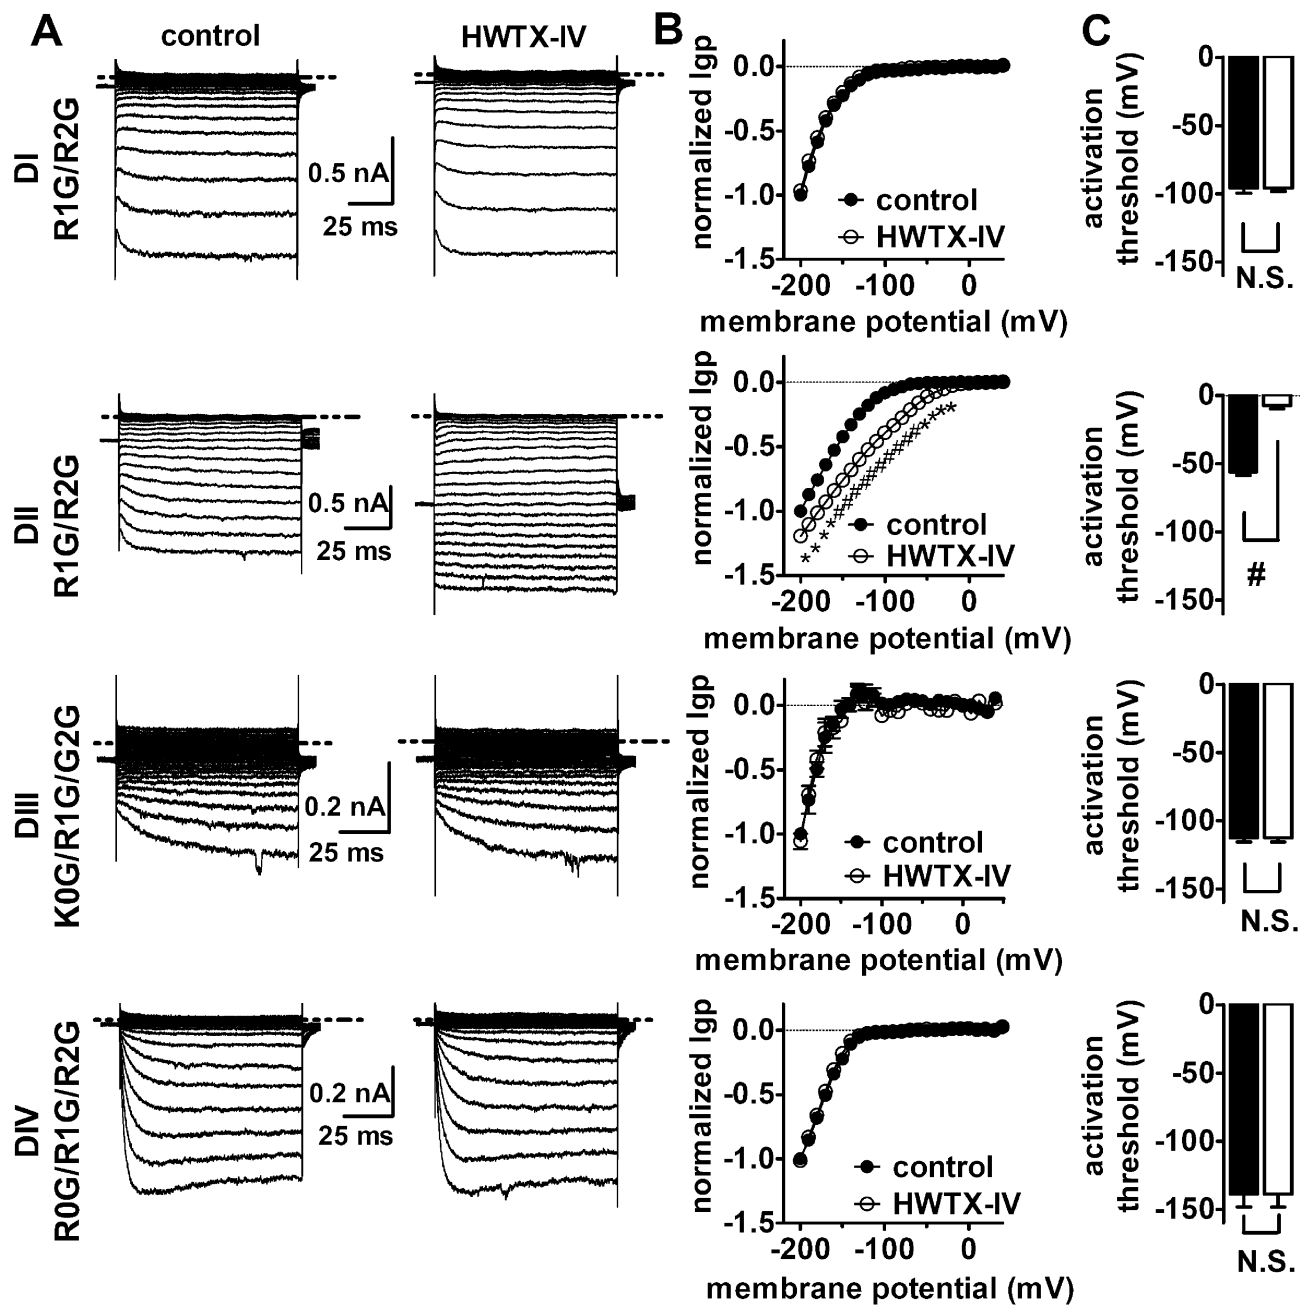 A
control
HWTX-IV
B
C
DI
R1G/R2G
0.5 nA
25 ms
normalized Igp
0.0
-0.5
-1.0
-1.5
control
HWTX-IV
-200
-100
0
membrane potential (mV)
activation
threshold (mV)
0
-50
-100
-150
N.S.
DII
R1G/R2G
0.5 nA
25 ms
normalized Igp
0.0
-0.5
-1.0
-1.5
****##########****
control
HWTX-IV
-200
-100
0
membrane potential (mV)
activation
threshold (mV)
0
-50
-100
-150
#
DIII
K0G/R1G/G2G
0.2 nA
25 ms
normalized Igp
0.0
-0.5
-1.0
-1.5
control
HWTX-IV
-200
-100
0
membrane potential (mV)
activation
threshold (mV)
0
-50
-100
-150
N.S.
DIV
R0G/R1G/R2G
0.2 nA
25 ms
normalized Igp
0.0
-0.5
-1.0
-1.5
control
HWTX-IV
-200
-100
0
membrane potential (mV)
activation
threshold (mV)
0
-50
-100
-150
N.S.